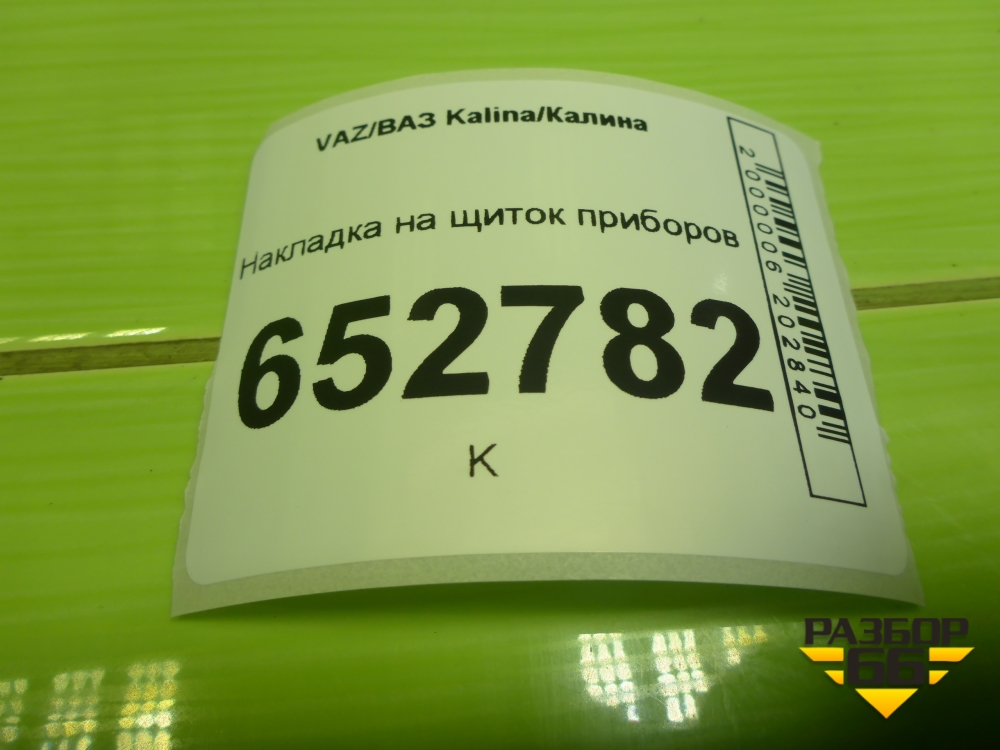 VAZ/ВАЗ Kalina/Калина
Накладка на щиток приборов
652782
К
2000006202840
РАЗБОР
66